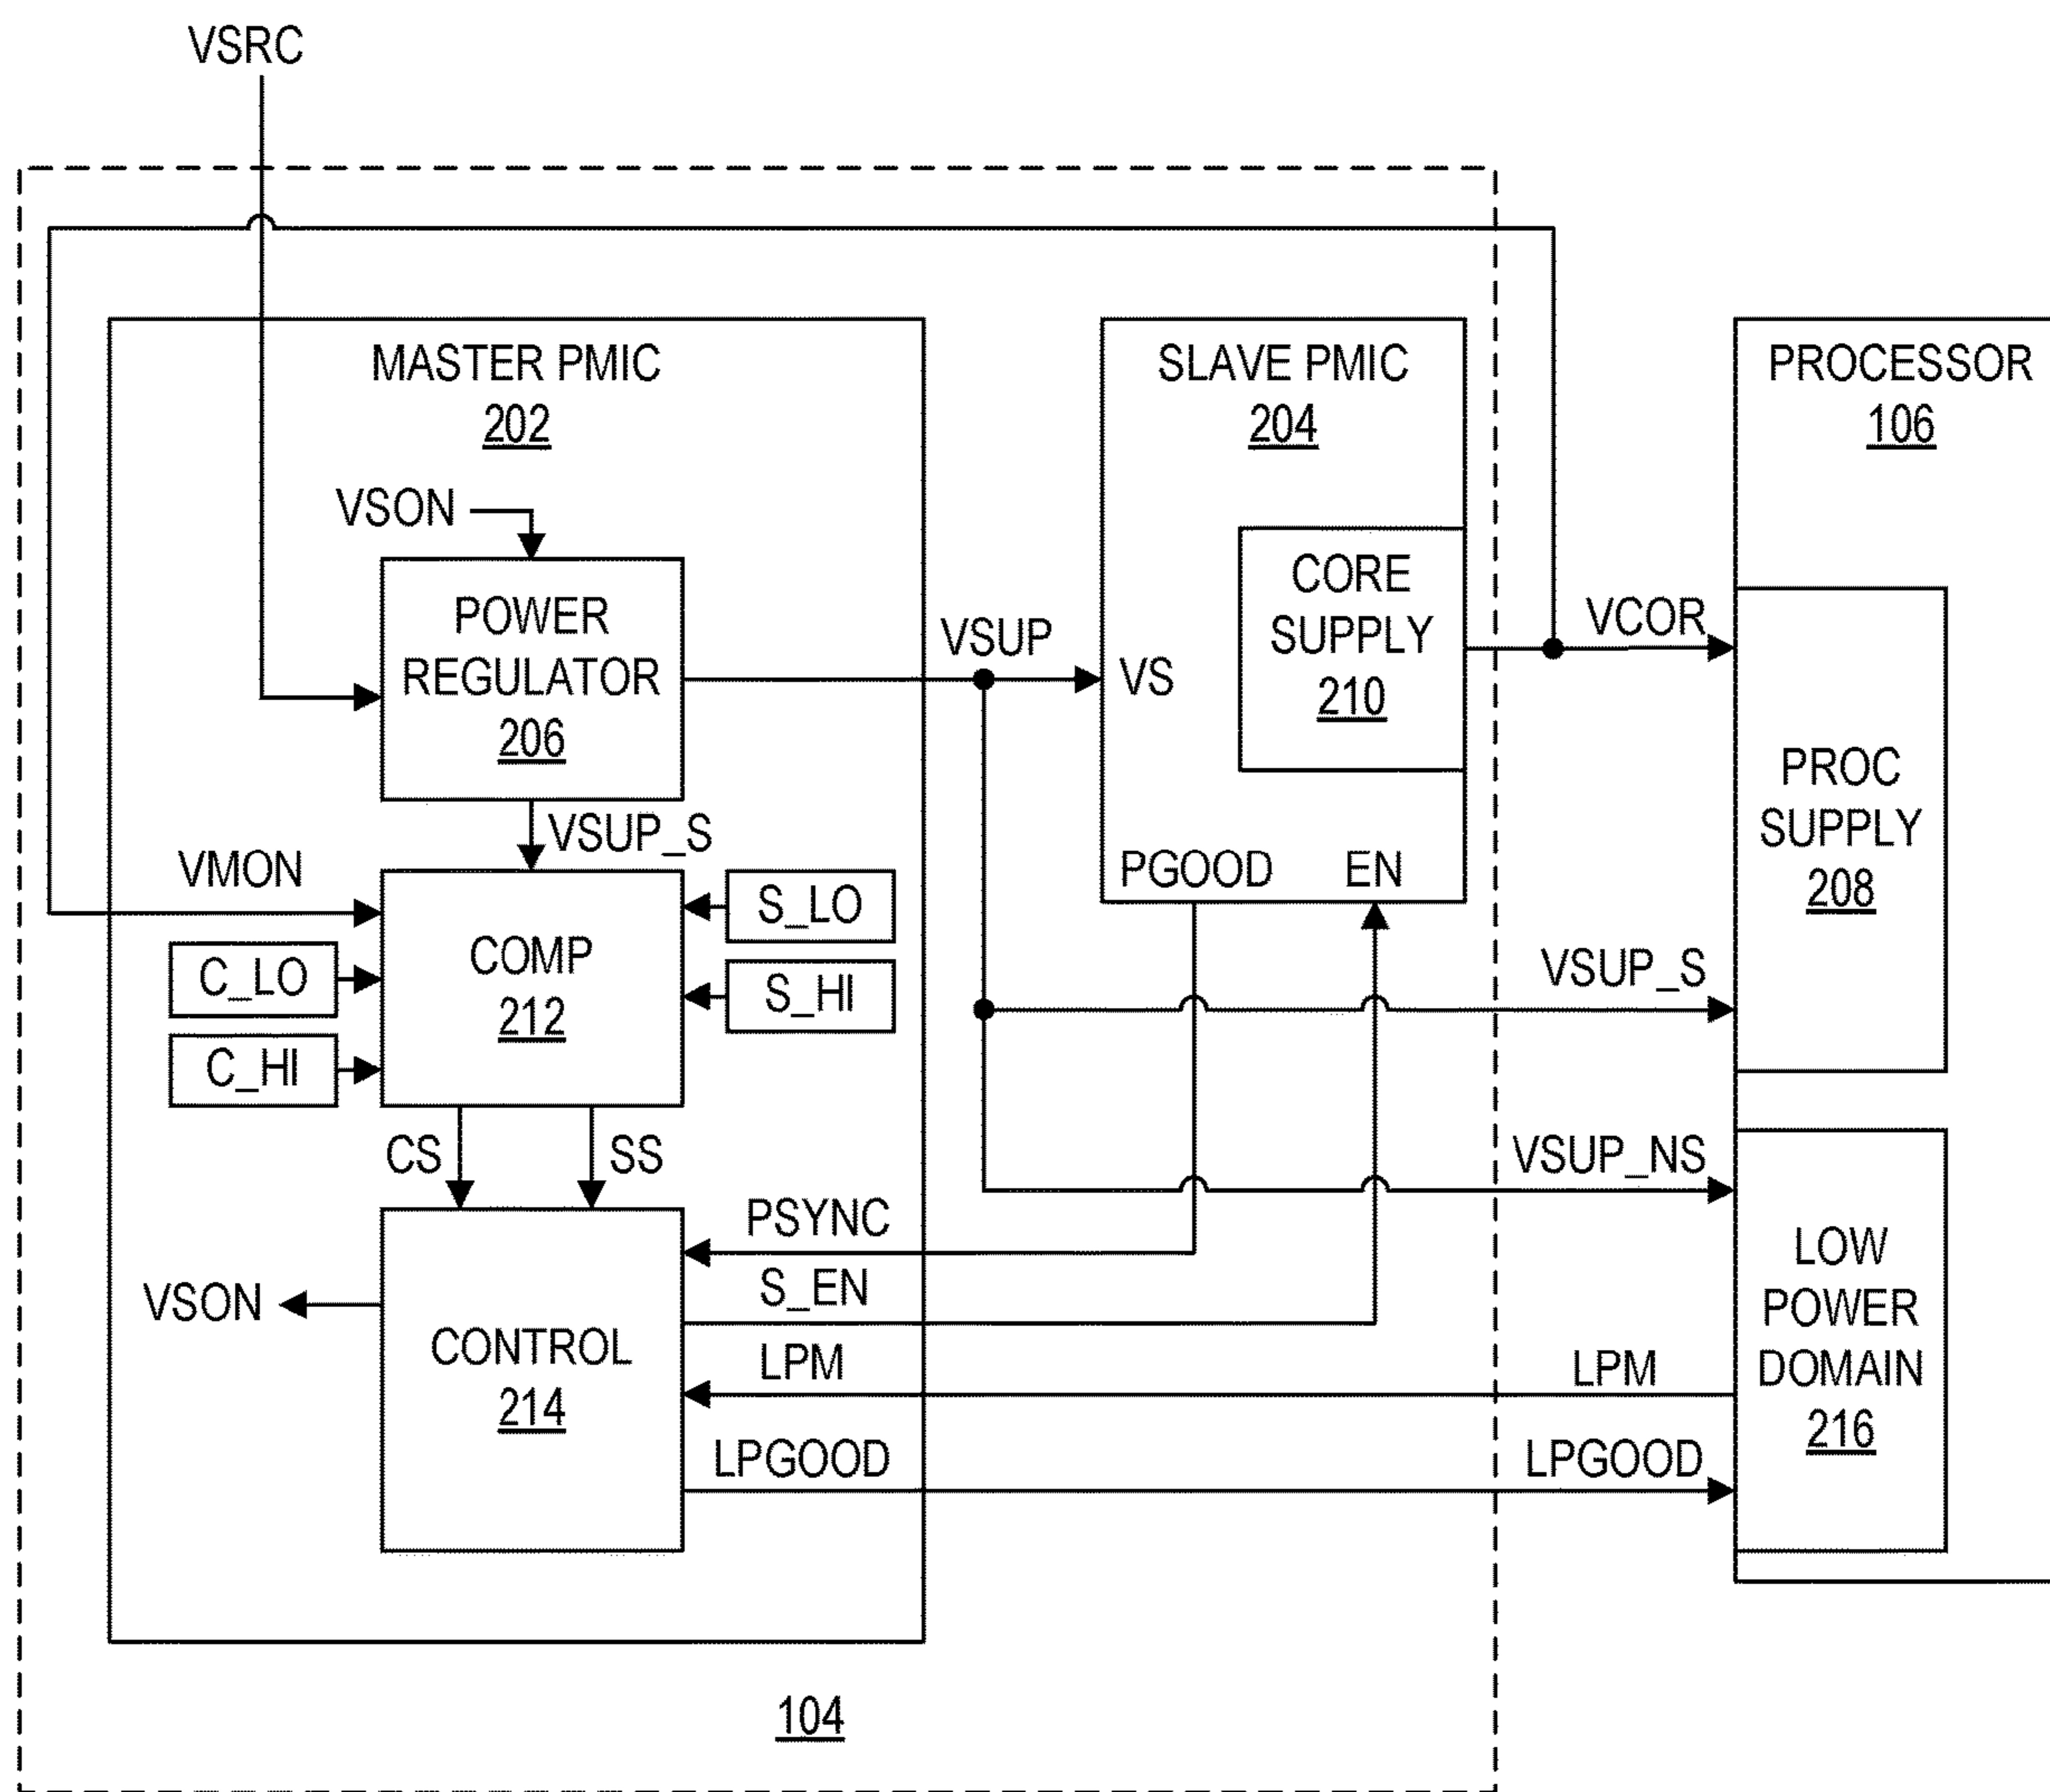 VSRC
MASTER PMIC
202
SLAVE PMIC
204
PROCESSOR
106
VSON
POWER
REGULATOR
206
VSUP
VS
CORE
SUPPLY
210
VCOR
PROC
SUPPLY
208
VSUP_S
VMON
PGOOD
EN
S_LO
COMP
212
C_LO
S_HI
C_HI
VSUP_S
CS
SS
VSUP_NS
PSYNC
S_EN
VSON
CONTROL
214
LPM
LPM
LPGOOD
LPGOOD
LOW
POWER
DOMAIN
216
104